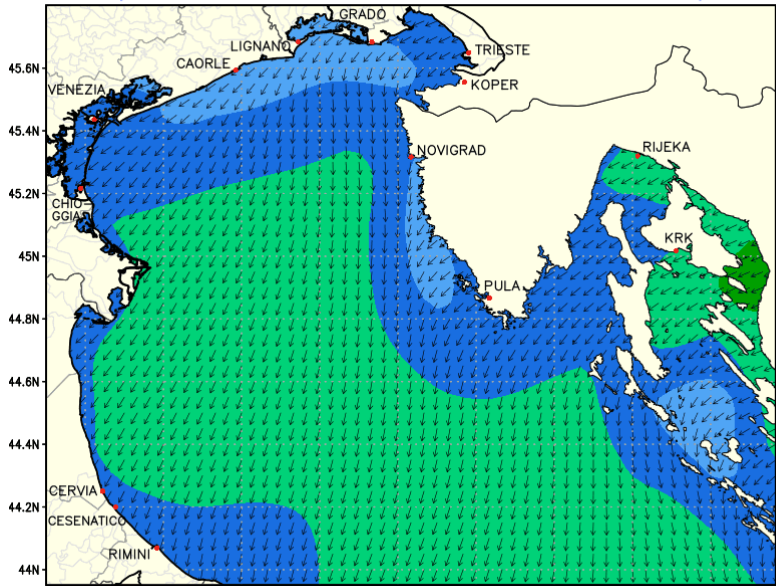 GRADO
LIGNANO
TRIESTE
CAORLE
45.6N
KOPER
VENEZIA
45.4N
NOVIGRAD
RIJEKA
45.2N
CHIO
GGIA
KRK
45N
PULA
44.8N
44.6N
44.4N
CERVIA
44.2N
CESENATICO
RIMINI
44N